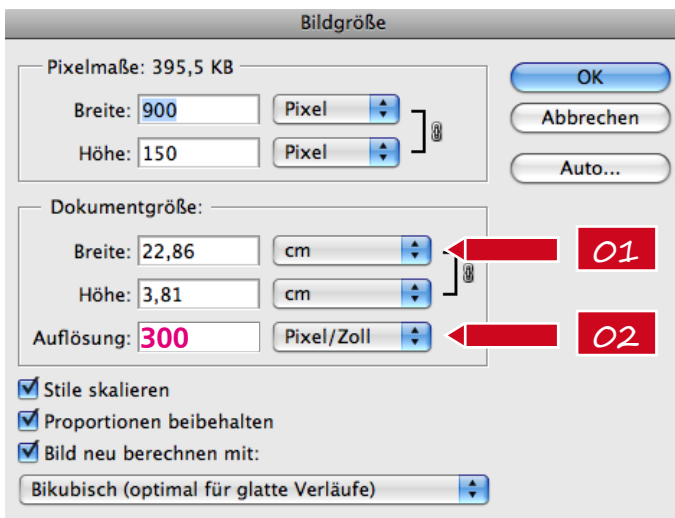 Bildgröße
Pixelmaße: 395,5 KB
Breite: 900 Pixel
Höhe: 150 Pixel
OK
Abbrechen
Auto...
Dokumentgröße:
Breite: 22,86 cm 01
Höhe: 3,81 cm
Auflösung: 300 Pixel/Zoll 02
Stile skalieren
Proportionen beibehalten
Bild neu berechnen mit:
Bikubisch (optimal für glatte Verläufe)